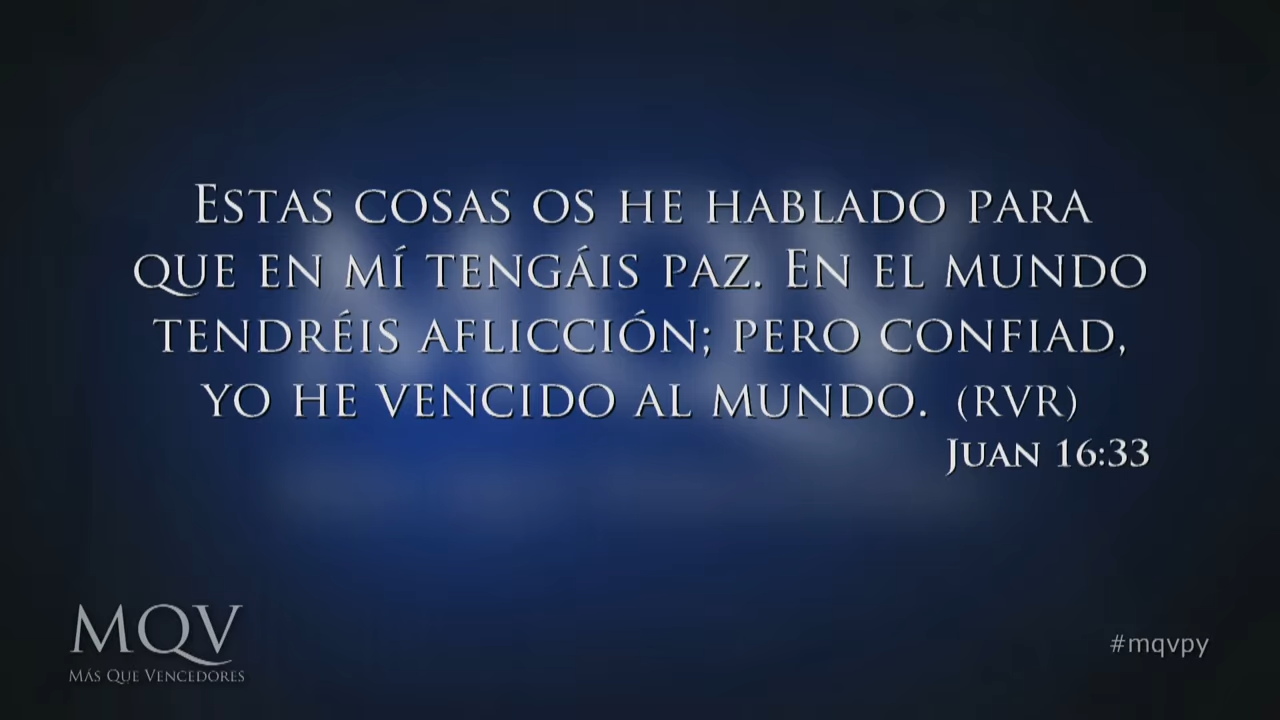 Estas cosas os he hablado para
que en mí tengáis paz. En el mundo
tendréis aflicción; pero confiad,
yo he vencido al mundo. (RVR)
Juan 16:33
MQV
Más Que Vencedores
#mqvpy